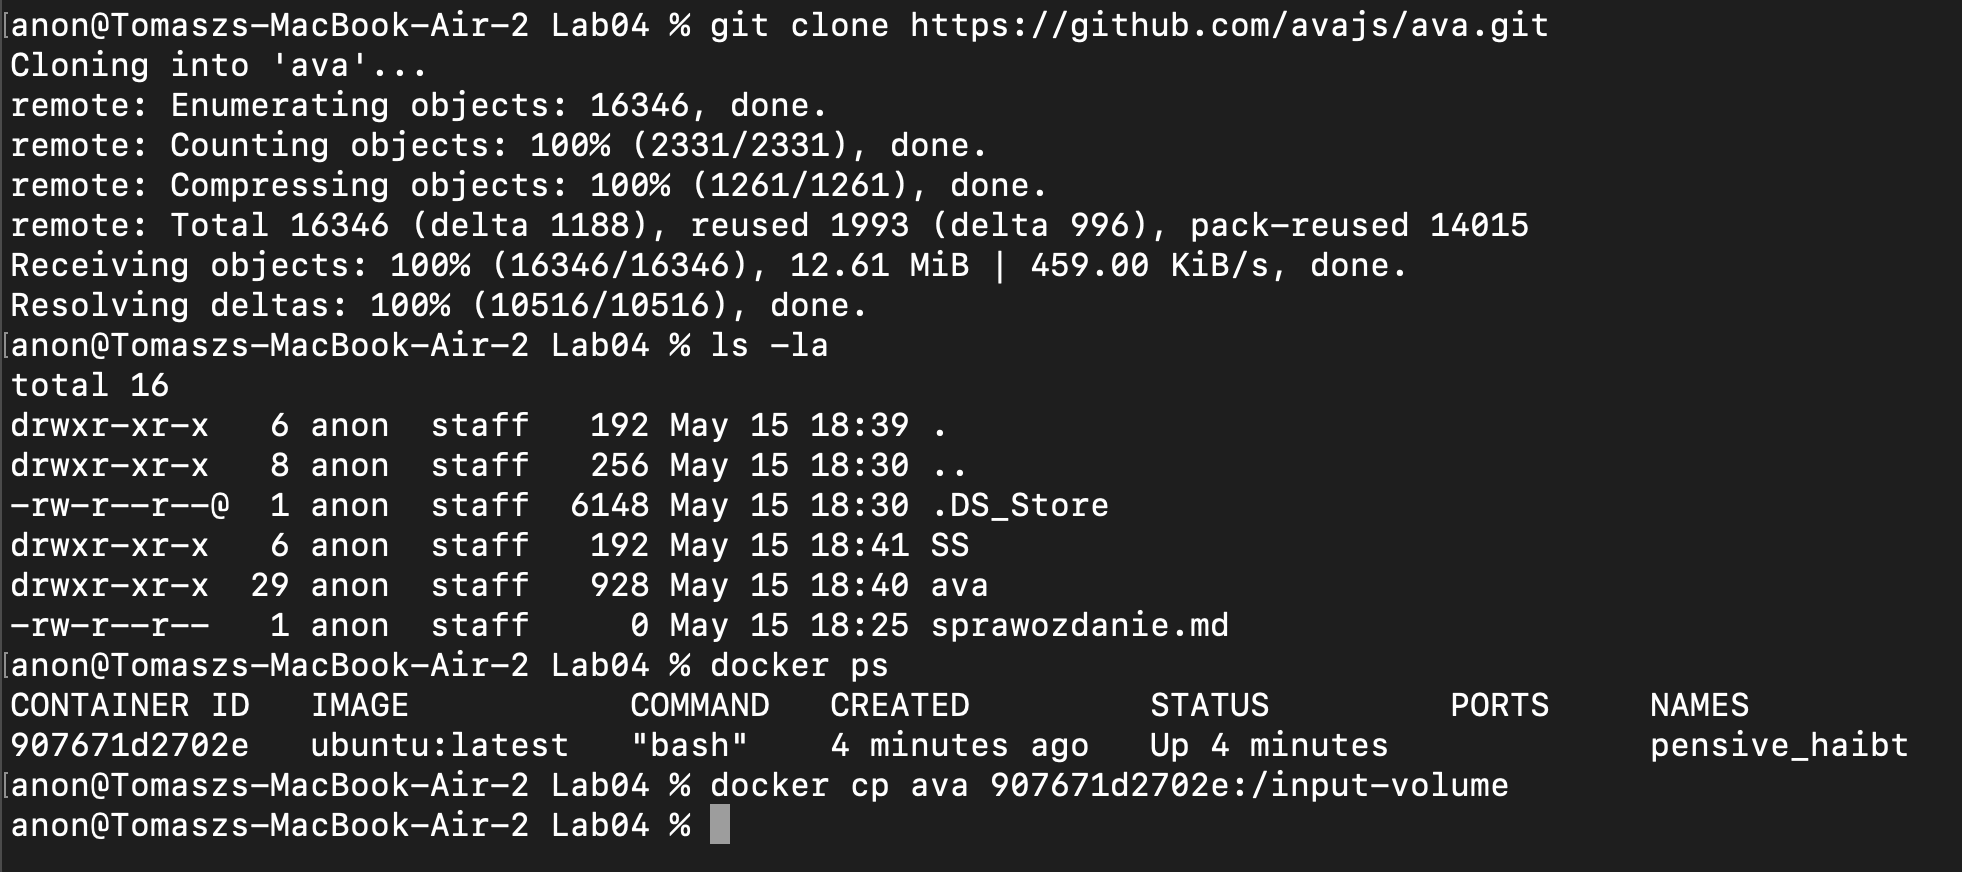 [anon@Tomaszs-MacBook-Air-2 Lab04 % git clone https://github.com/avajs/ava.git
Cloning into 'ava'...
remote: Enumerating objects: 16346, done.
remote: Counting objects: 100% (2331/2331), done.
remote: Compressing objects: 100% (1261/1261), done.
remote: Total 16346 (delta 1188), reused 1993 (delta 996), pack-reused 14015
Receiving objects: 100% (16346/16346), 12.61 MiB | 459.00 KiB/s, done.
Resolving deltas: 100% (10516/10516), done.
[anon@Tomaszs-MacBook-Air-2 Lab04 % ls -la
total 16
drwxr-xr-x   6 anon  staff   192 May 15 18:39 .
drwxr-xr-x   8 anon  staff   256 May 15 18:30 ..
-rw-r--r--@  1 anon  staff  6148 May 15 18:30 .DS_Store
drwxr-xr-x   6 anon  staff   192 May 15 18:41 SS
drwxr-xr-x  29 anon  staff   928 May 15 18:40 ava
-rw-r--r--   1 anon  staff     0 May 15 18:25 sprawozdanie.md
[anon@Tomaszs-MacBook-Air-2 Lab04 % docker ps
CONTAINER ID   IMAGE           COMMAND   CREATED         STATUS         PORTS     NAMES
907671d2702e   ubuntu:latest   "bash"    4 minutes ago   Up 4 minutes             pensive_haibt
[anon@Tomaszs-MacBook-Air-2 Lab04 % docker cp ava 907671d2702e:/input-volume
anon@Tomaszs-MacBook-Air-2 Lab04 %